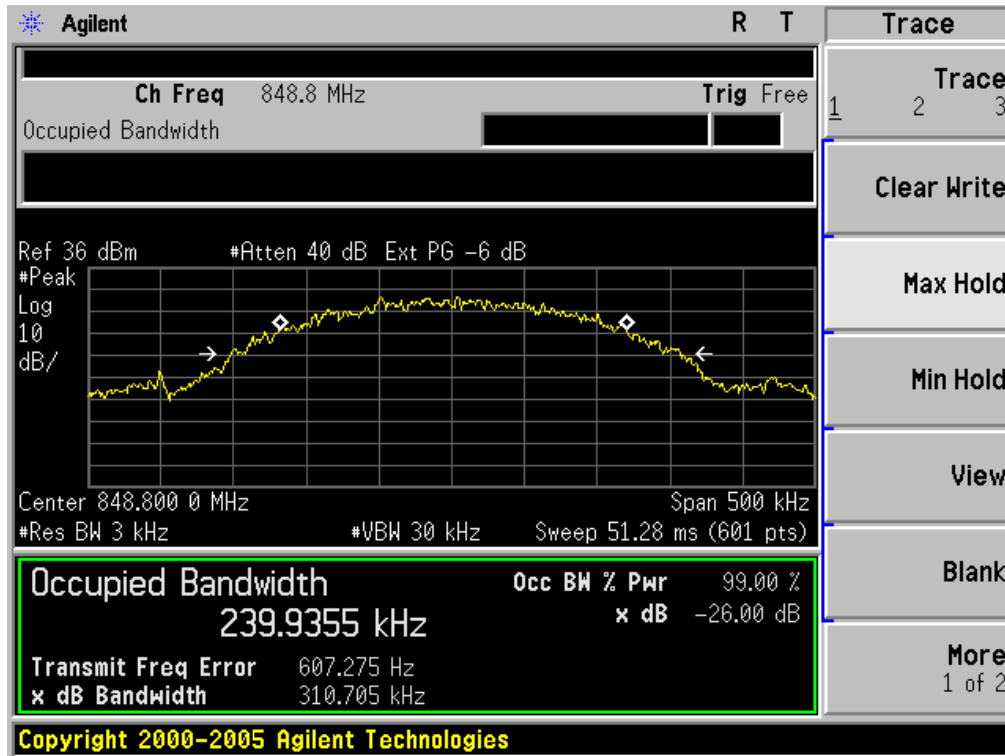 Agilent R T
Ch Freq 848.8 MHz Trig Free
Occupied Bandwidth
Ref 36 dBm #Atten 40 dB Ext PG -6 dB
#Peak
Log
10
dB/
Center 848.800 0 MHz Span 500 kHz
#Res BW 3 kHz #VBW 30 kHz Sweep 51.28 ms (601 pts)
Occupied Bandwidth Occ BW % Pwr 99.00 %
239.9355 kHz x dB -26.00 dB
Transmit Freq Error 607.275 Hz
x dB Bandwidth 310.705 kHz
Copyright 2000-2005 Agilent Technologies
Trace
Trace
1 2 3
Clear Write
Max Hold
Min Hold
View
Blank
More
1 of 2